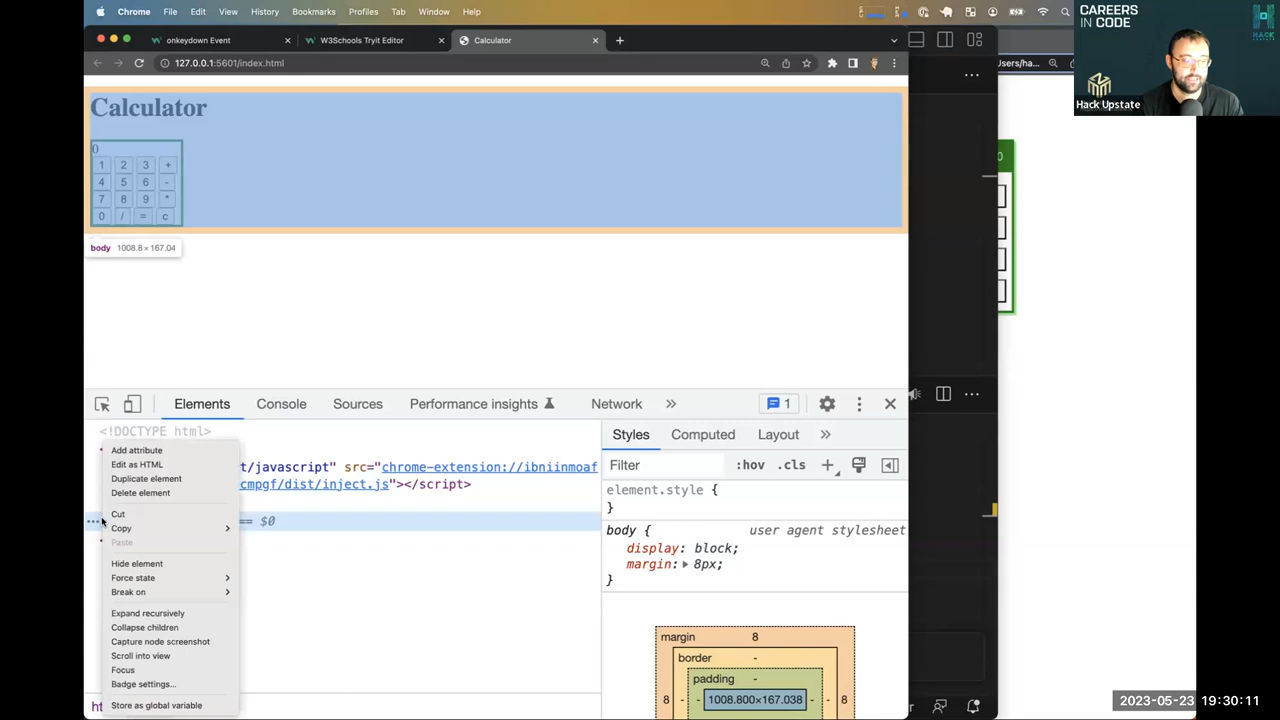 Chrome File Edit View History Bookmarks Profiles Tab Window Help
onkeydown Event
W3Schools Tryit Editor
Calculator
127.0.0.1:5601/index.html
Calculator
0
1 2 3 +
4 5 6 -
7 8 9 *
0 / = c
body 1008.8 × 167.04
Elements Console Sources Performance insights Network » 1
<!DOCTYPE html>
t/javascript" src="chrome-extension://ibniinmoaf
cmpgf/dist/inject.js"></script>
== $0
Add attribute
Edit as HTML
Duplicate element
Delete element
Cut
Copy
Paste
Hide element
Force state
Break on
Expand recursively
Collapse children
Capture node screenshot
Scroll into view
Focus
Badge settings...
Store as global variable
Styles Computed Layout »
Filter :hov .cls +
element.style {
}
body { user agent stylesheet
display: block;
margin: 8px;
}
margin 8
border -
padding -
8 - - 1008.800×167.038 - - 8
ht
Jsers/ha...
0
CAREERS
IN CODE
HACK
Hack Upstate
2023-05-23 19:30:11